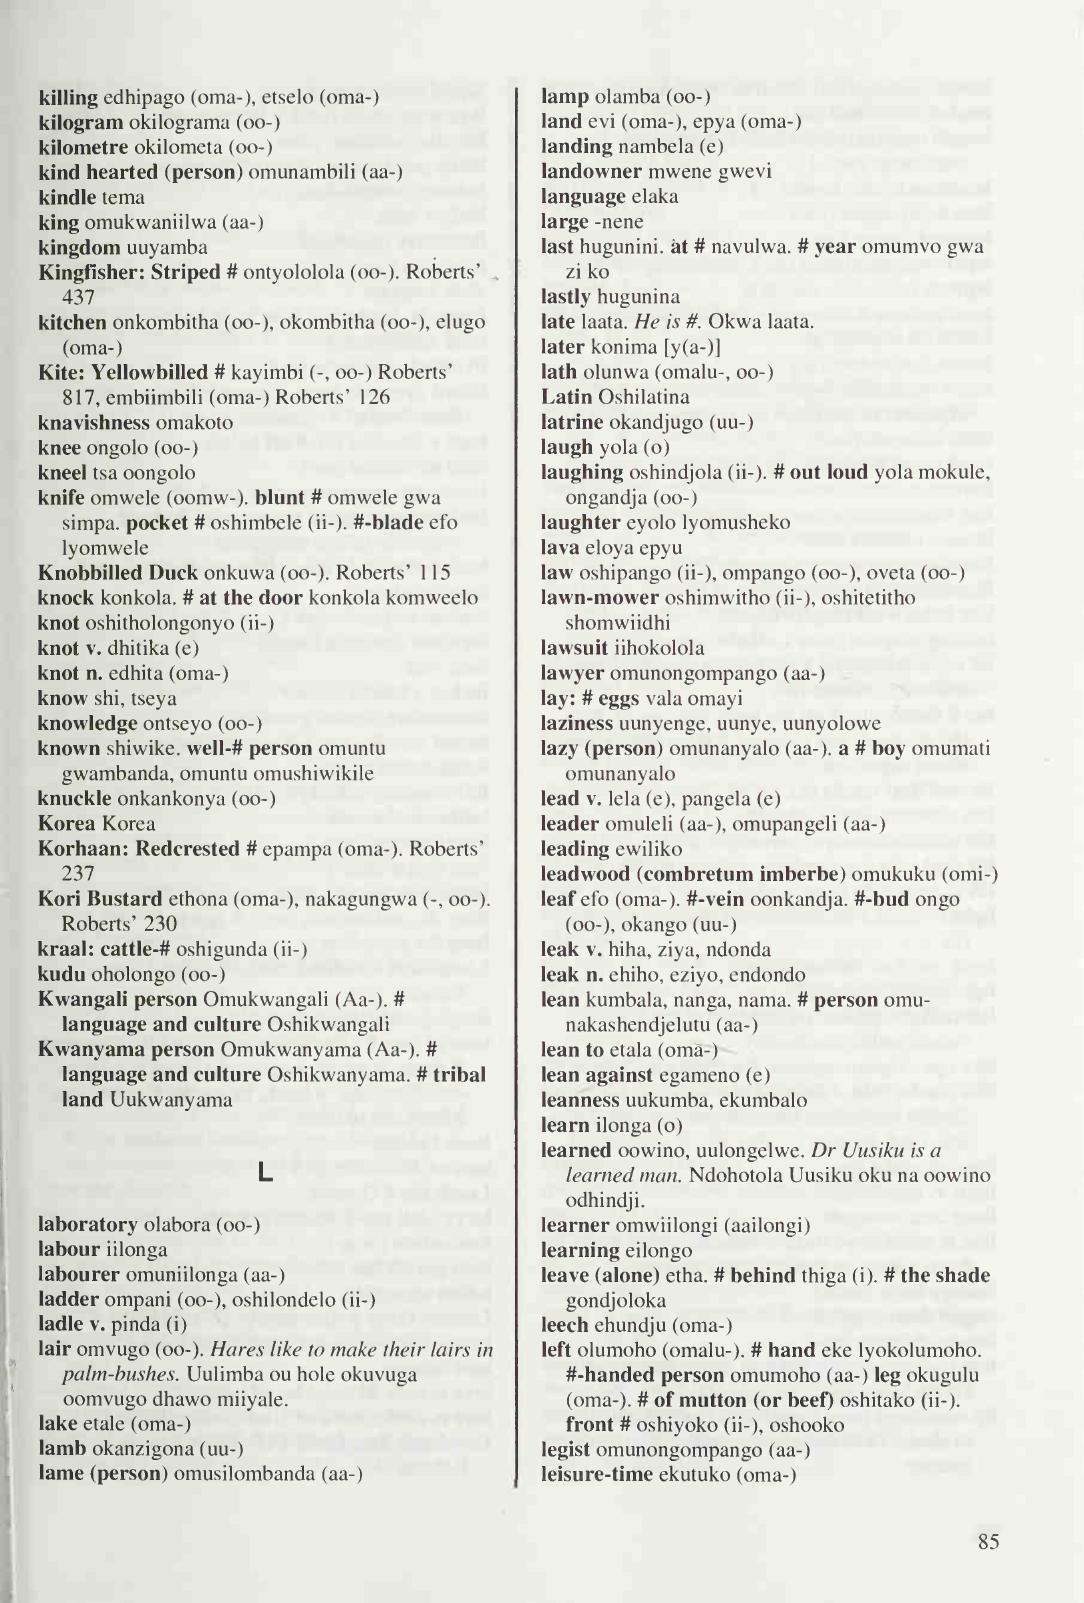 killing edhipago (oma-), etselo (oma-)
kilogram okilograma (oo-)
kilometre okilometa (oo-)
kind hearted (person) omunambili (aa-)
kindle tema
king omukwaniilwa (aa-)
kingdom uuyamba
Kingfisher: Striped # ontyololola (oo-). Roberts'
437
kitchen onkombitha (oo-), okombitha (oo-), elugo
(oma-)
Kite: Yellowbilled # kayimbi (-, oo-) Roberts'
817, embiimbili (oma-) Roberts' 126
knavishness omakoto
knee ongolo (oo-)
kneel tsa oongolo
knife omwele (oomw-). blunt # omwele gwa
simpa. pocket # oshimbele (ii-). #-blade efo
lyomwele
Knobbilled Duck onkuwa (oo-). Roberts' 115
knock konkola. # at the door konkola komweelo
knot oshitholongonyo (ii-)
knot v. dhitika (e)
knot n. edhita (oma-)
know shi, tseya
knowledge ontseyo (oo-)
known shiwike. well-# person omuntu
gwambanda, omuntu omushiwikile
knuckle onkankonya (oo-)
Korea Korea
Korhaan: Redcrested # epampa (oma-). Roberts'
237
Kori Bustard ethona (oma-), nakagungwa (-, oo-).
Roberts' 230
kraal: cattle-# oshigunda (ii-)
kudu oholongo (oo-)
Kwangali person Omukwangali (Aa-). #
language and culture Oshikwangali
Kwanyama person Omukwanyama (Aa-). #
language and culture Oshikwanyama. # tribal
land Uukwanyama
L
laboratory olabora (oo-)
labour iilonga
labourer omuniilonga (aa-)
ladder ompani (oo-), oshilondelo (ii-)
ladle v. pinda (i)
lair omvugo (oo-). Hares like to make their lairs in
palm-bushes. Uulimba ou hole okuvuga
oomvugo dhawo miiyale.
lake etale (oma-)
lamb okanzigona (uu-)
lame (person) omusilombanda (aa-)
lamp olamba (oo-)
land evi (oma-), epya (oma-)
landing nambela (e)
landowner mwene gwevi
language elaka
large -nene
last hugunini. at # navulwa. # year omumvo gwa
zi ko
lastly hugunina
late laata. He is #. Okwa laata.
later konima [y(a-)]
lath olunwa (omalu-, oo-)
Latin Oshilatina
latrine okandjugo (uu-)
laugh yola (o)
laughing oshindjola (ii-). # out loud yola mokule,
ongandja (oo-)
laughter eyolo lyomusheko
lava eloya epyu
law oshipango (ii-), ompango (oo-), oveta (oo-)
lawn-mower oshimwitho (ii-), oshitetitho
shomwiidhi
lawsuit iihokolola
lawyer omunongompango (aa-)
lay: # eggs vala omayi
laziness uunyenge, uunye, uunyolowe
lazy (person) omunanyalo (aa-). a # boy omumati
omunanyalo
lead v. lela (e), pangela (e)
leader omuleli (aa-), omupangeli (aa-)
leading ewiliko
leadwood (combretum imberbe) omukuku (omi-)
leaf efo (oma-). #-vein oonkandja. #-bud ongo
(oo-), okango (uu-)
leak v. hiha, ziya, ndonda
leak n. ehiho, eziyo, endondo
lean kumbala, nanga, nama. # person omu-
nakashendjelutu (aa-)
lean to etala (oma-)
lean against egameno (e)
leanness uukumba, ekumbalo
learn ilonga (o)
learned oowino, uulongelwe. Dr Uusiku is a
learned man. Ndohotola Uusiku oku na oowino
odhindji.
learner omwiilongi (aailongi)
learning eilongo
leave (alone) etha. # behind thiga (i). # the shade
gondjoloka
leech ehundju (oma-)
left olumoho (omalu-). # hand eke lyokolumoho.
#-handed person omumoho (aa-) leg okugulu
(oma-). # of mutton (or beef) oshitako (ii-).
front # oshiyoko (ii-), oshooko
legist omunongompango (aa-)
leisure-time ekutuko (oma-)
85